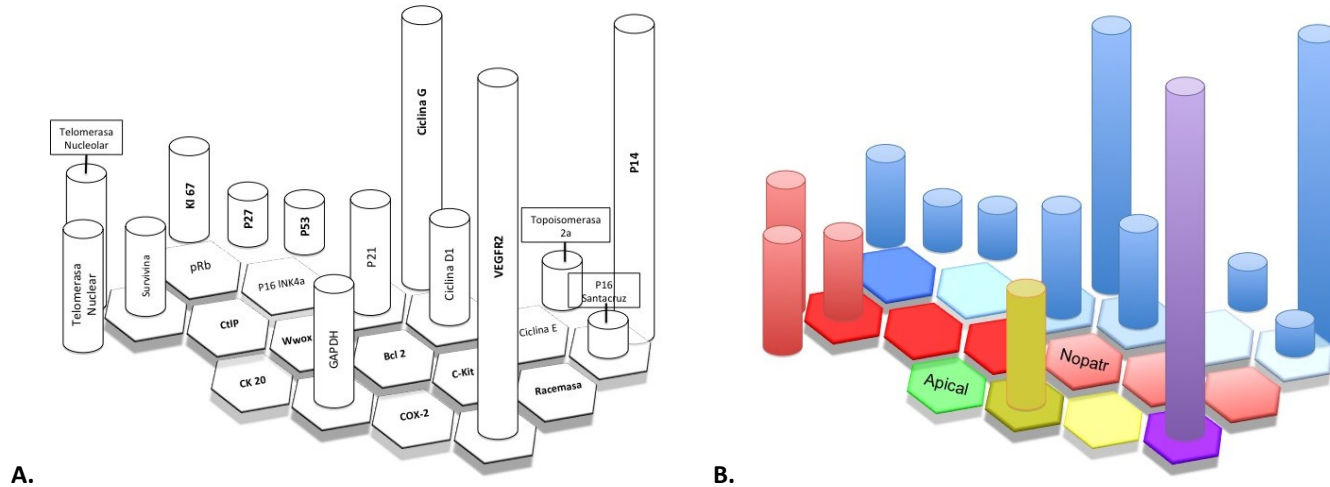 Ciclina G
P14
Telomerasa
Nucleolar
KI 67
P27
P53
P21
Ciclina D1
VEGFR2
Topoisomerasa
2a
Telomerasa
Nuclear
Survivina
pRb
P16 INK4a
P16
Santacruz
GAPDH
CtIP
Wwox
Bcl 2
Ciclina E
CK 20
C-Kit
Racemasa
COX-2
Nopatr
Apical
A.
B.